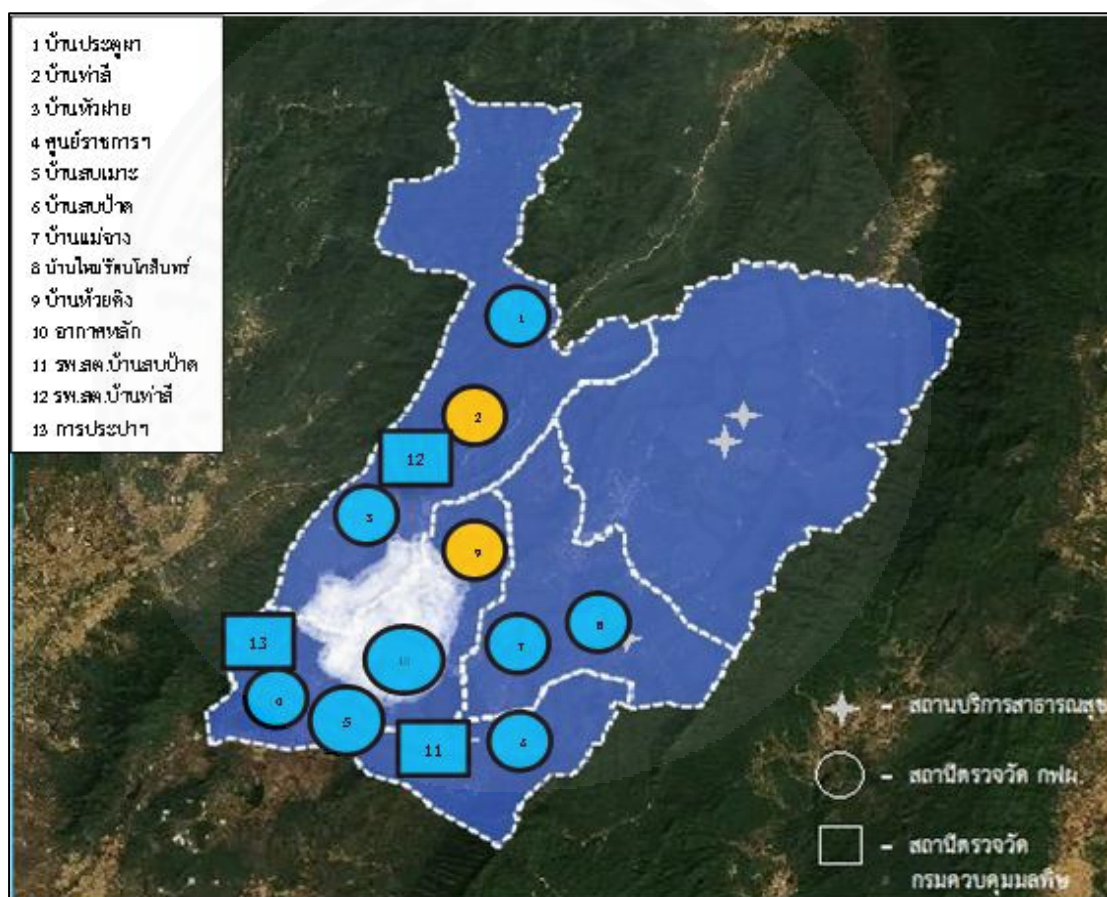 1 บ้านประตูผา
2 บ้านท่าสี
3 บ้านหัวฝาย
4 ศูนย์ราชการฯ
5 บ้านสบเมาะ
6 บ้านสบป้าด
7 บ้านแม่จาง
8 บ้านใหม่รัตนโกสินทร์
9 บ้านห้วยคิง
10 อากาศหลัก
11 รพ.สต.บ้านสบป้าด
12 รพ.สต.บ้านท่าสี
13 การประปาฯ
1
2
12
3
9
8
7
13
10
4
5
6
11
- สถานบริการสาธารณสุข
- สถานีตรวจวัด กฟผ.
- สถานีตรวจวัด
กรมควบคุมมลพิษ